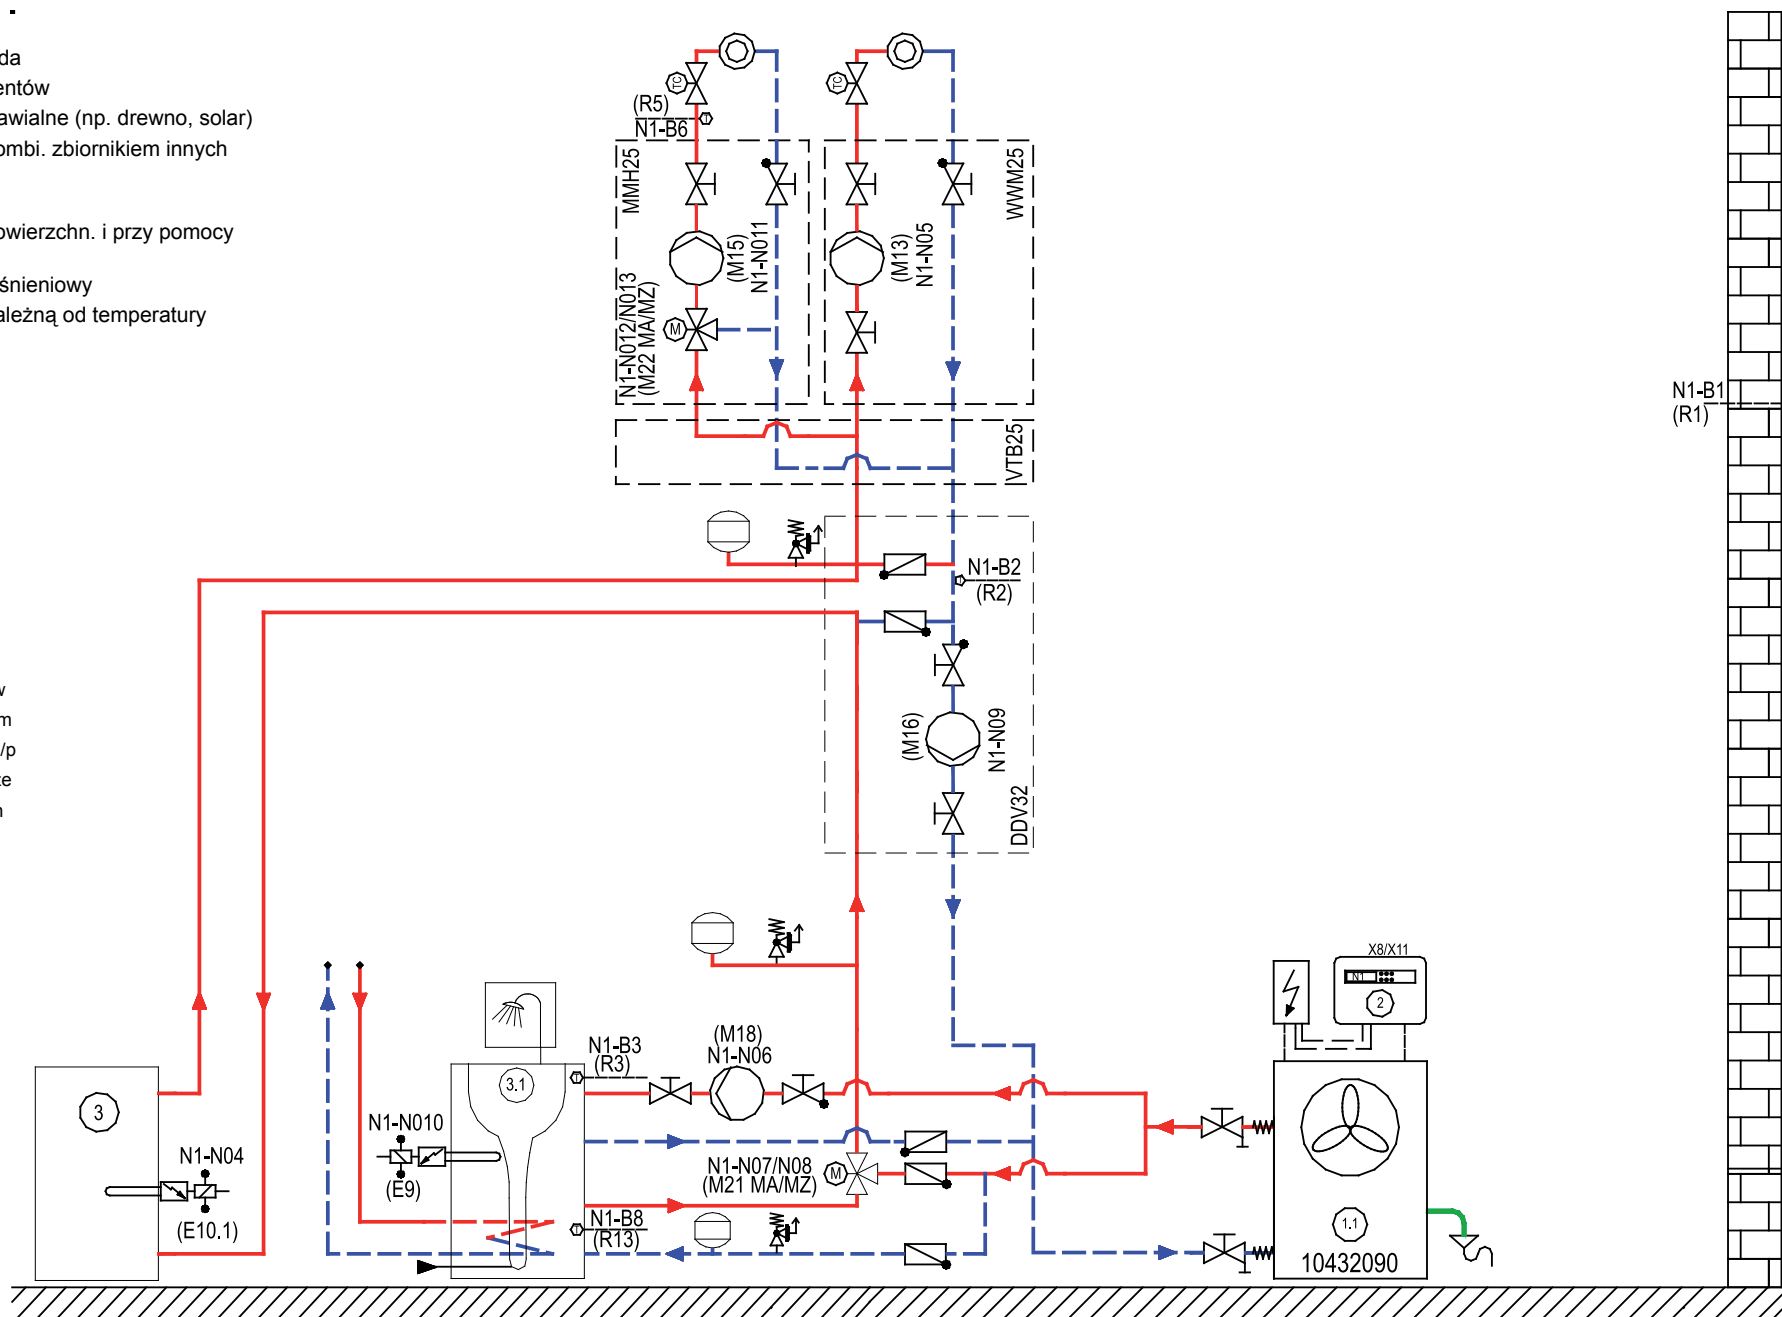 da
entów
awialne (np. drewno, solar)
ombi. zbiornikiem innych
owierzchn. i przy pomocy
śnieniowy
ależną od temperatury
w
m
/p
że
h
TC
TC
(R5)
N1-B6
MMH25
WWM25
(M15)
N1-N011
(M13)
N1-N05
N1-N012/N013
(M22 MA/MZ)
M
VTB25
N1-B1
(R1)
N1-B2
(R2)
(M16)
N1-N09
DDV32
X8/X11
N1
2
(M18)
N1-N06
N1-B3
(R3)
T
3.1
3
N1-N010
(E9)
N1-N04
(E10.1)
N1-N07/N08
(M21 MA/MZ)
M
N1-B8
(R13)
T
1.1
10432090